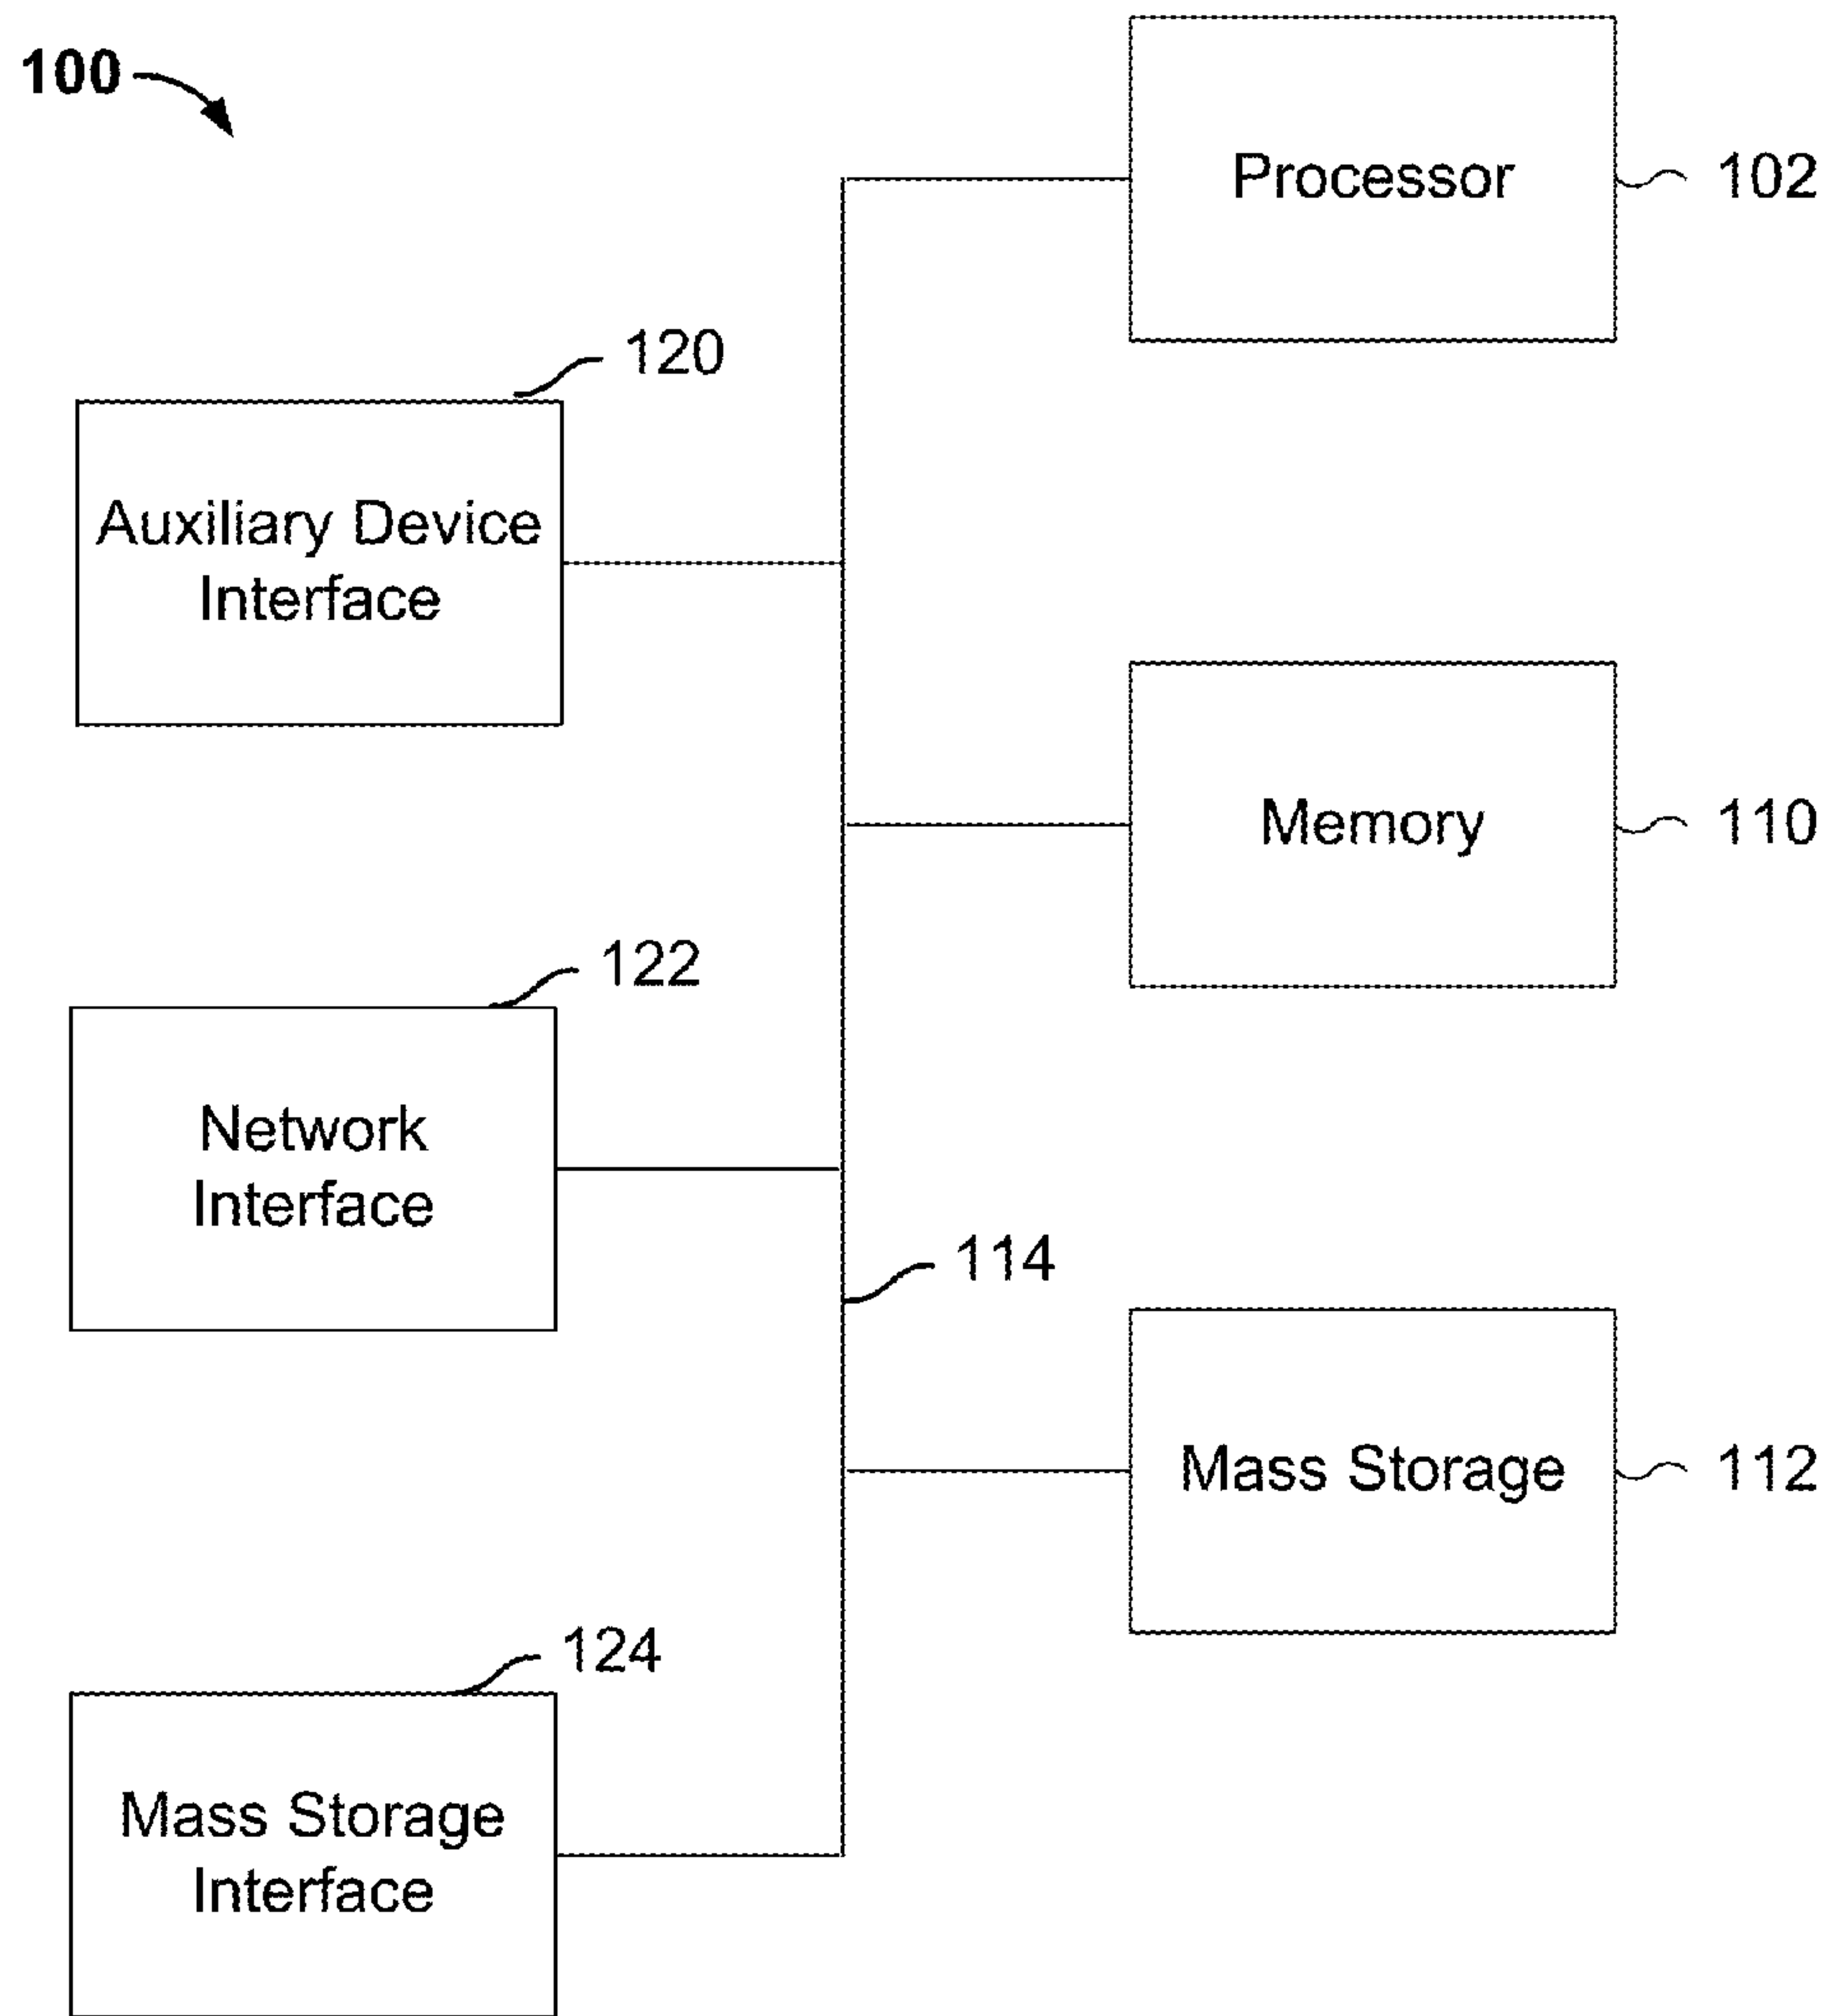 100
Processor
102
120
Auxiliary Device
Interface
Memory
110
122
Network
Interface
114
Mass Storage
112
124
Mass Storage
Interface